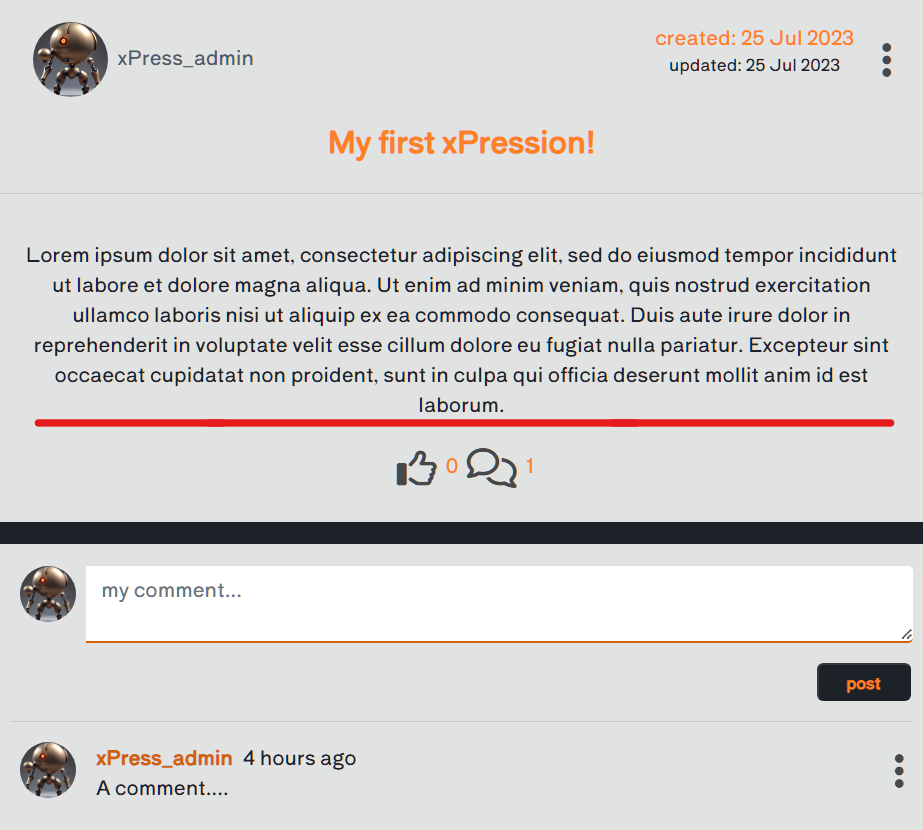 xPress_admin
created: 25 Jul 2023
updated: 25 Jul 2023
My first xPression!
Lorem ipsum dolor sit amet, consectetur adipiscing elit, sed do eiusmod tempor incididunt
ut labore et dolore magna aliqua. Ut enim ad minim veniam, quis nostrud exercitation
ullamco laboris nisi ut aliquip ex ea commodo consequat. Duis aute irure dolor in
reprehenderit in voluptate velit esse cillum dolore eu fugiat nulla pariatur. Excepteur sint
occaecat cupidatat non proident, sunt in culpa qui officia deserunt mollit anim id est
laborum.
0 1
my comment...
post
xPress_admin 4 hours ago
A comment....